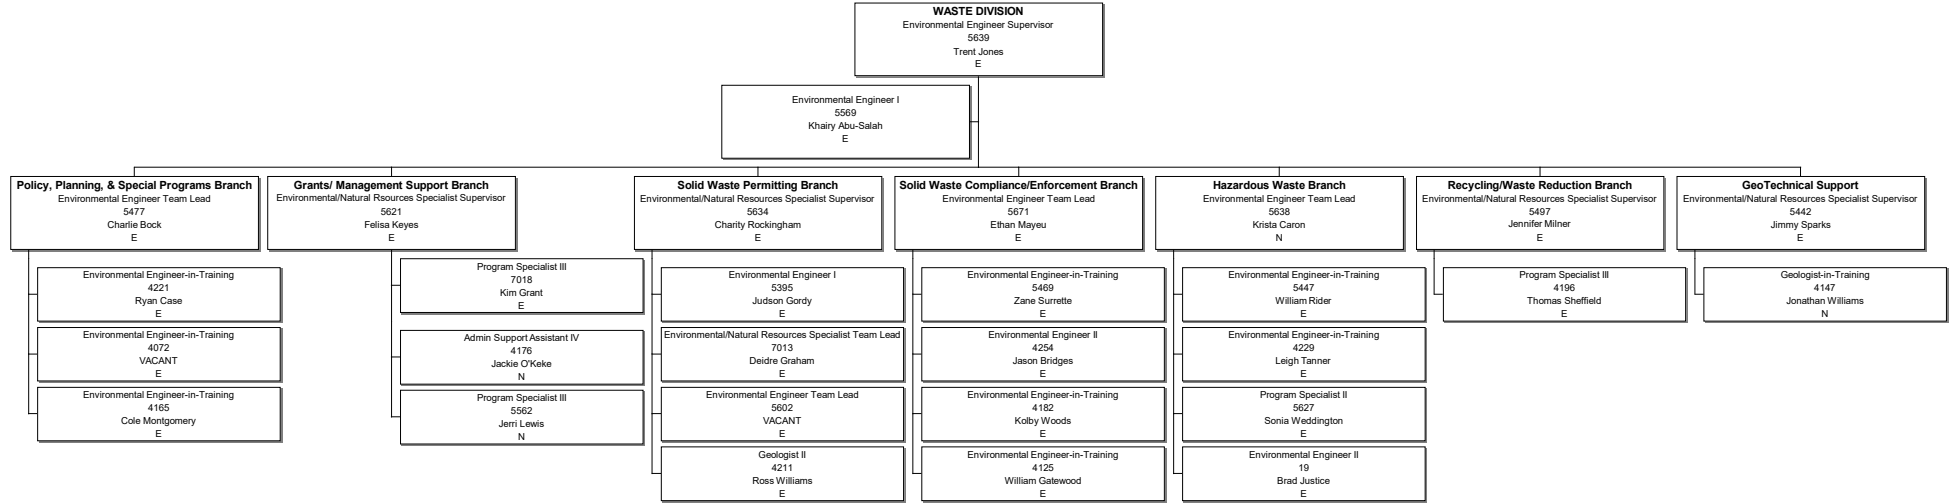 WASTE DIVISION
Environmental Engineer Supervisor
5639
Trent Jones
E
Environmental Engineer I
5569
Khairy Abu-Salah
E
Policy, Planning, & Special Programs Branch
Environmental Engineer Team Lead
5477
Charlie Bock
E
Environmental Engineer-in-Training
4221
Ryan Case
E
Environmental Engineer-in-Training
4072
VACANT
E
Environmental Engineer-in-Training
4165
Cole Montgomery
E
Grants/ Management Support Branch
Environmental/Natural Rsources Specialist Supervisor
5621
Felisa Keyes
E
Program Specialist III
7018
Kim Grant
E
Admin Support Assistant IV
4176
Jackie O'Keke
N
Program Specialist III
5562
Jerri Lewis
N
Solid Waste Permitting Branch
Environmental/Natural Resources Specialist Supervisor
5634
Charity Rockingham
E
Environmental Engineer I
5395
Judson Gordy
E
Environmental/Natural Resources Specialist Team Lead
7013
Deidre Graham
E
Environmental Engineer Team Lead
5602
VACANT
E
Geologist II
4211
Ross Williams
E
Solid Waste Compliance/Enforcement Branch
Environmental Engineer Team Lead
5671
Ethan Mayeu
E
Environmental Engineer-in-Training
5469
Zane Surrette
E
Environmental Engineer II
4254
Jason Bridges
E
Environmental Engineer-in-Training
4182
Kolby Woods
E
Environmental Engineer-in-Training
4125
William Gatewood
E
Hazardous Waste Branch
Environmental Engineer Team Lead
5638
Krista Caron
N
Environmental Engineer-in-Training
5447
William Rider
E
Environmental Engineer-in-Training
4229
Leigh Tanner
E
Program Specialist II
5627
Sonia Weddington
E
Environmental Engineer II
19
Brad Justice
E
Recycling/Waste Reduction Branch
Environmental/Natural Resources Specialist Supervisor
5497
Jennifer Milner
E
Program Specialist III
4196
Thomas Sheffield
E
GeoTechnical Support
Environmental/Natural Resources Specialist Supervisor
5442
Jimmy Sparks
E
Geologist-in-Training
4147
Jonathan Williams
N